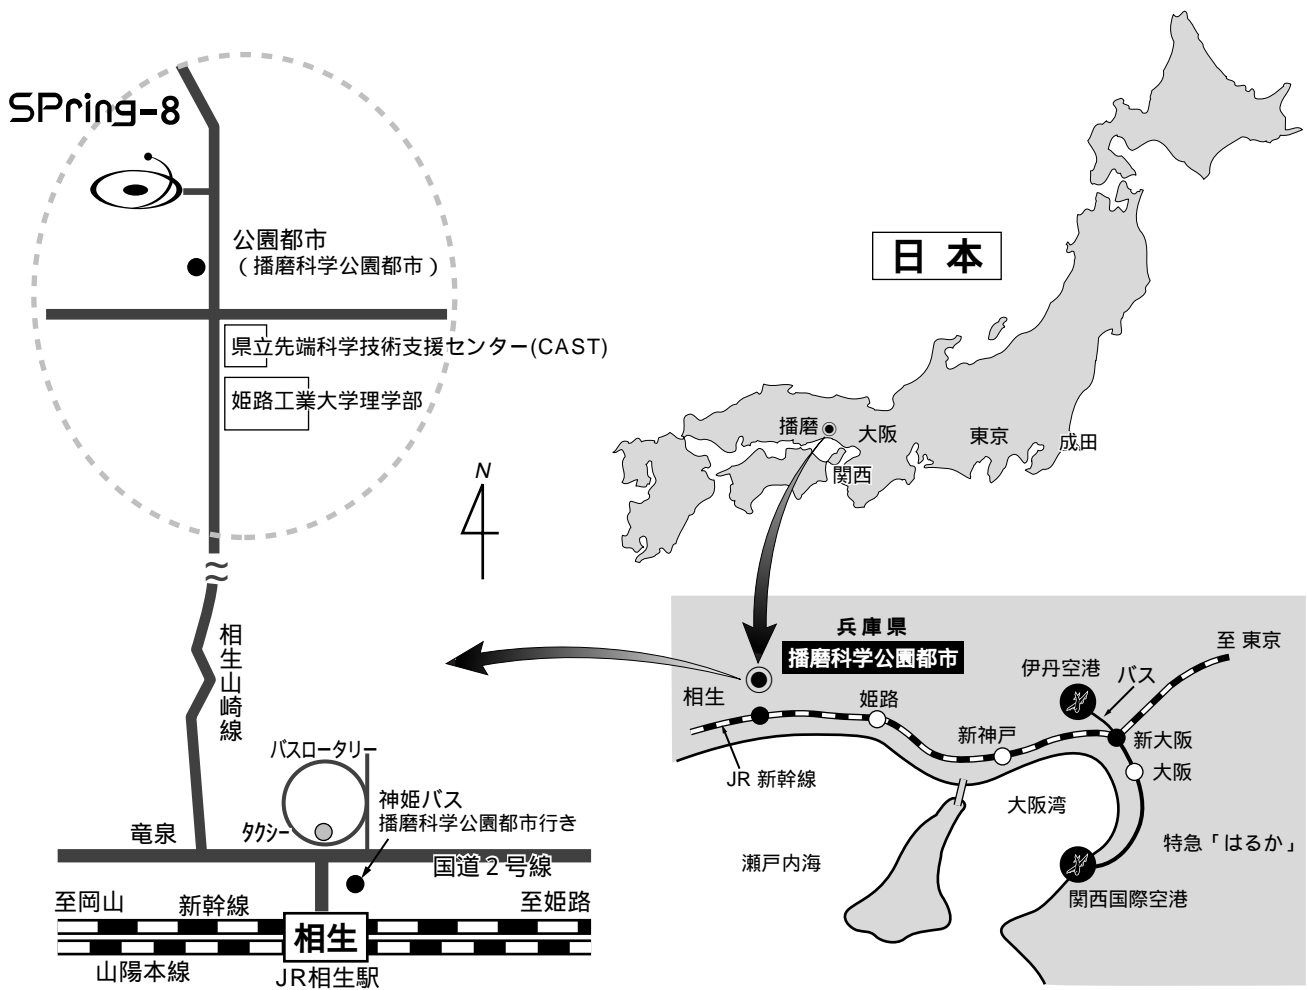 SPring-8
公園都市
（播磨科学公園都市）
県立先端科学技術支援センター(CAST)
姫路工業大学理学部
N
相生山崎線
バスロータリー
神姫バス
播磨科学公園都市行き
タクシー
竜泉
国道２号線
至岡山
新幹線
至姫路
相生
山陽本線
JR相生駅
日本
播磨
大阪
東京
成田
関西
兵庫県
播磨科学公園都市
至 東京
伊丹空港
バス
相生
姫路
新神戸
新大阪
JR 新幹線
大阪
大阪湾
特急「はるか」
瀬戸内海
関西国際空港